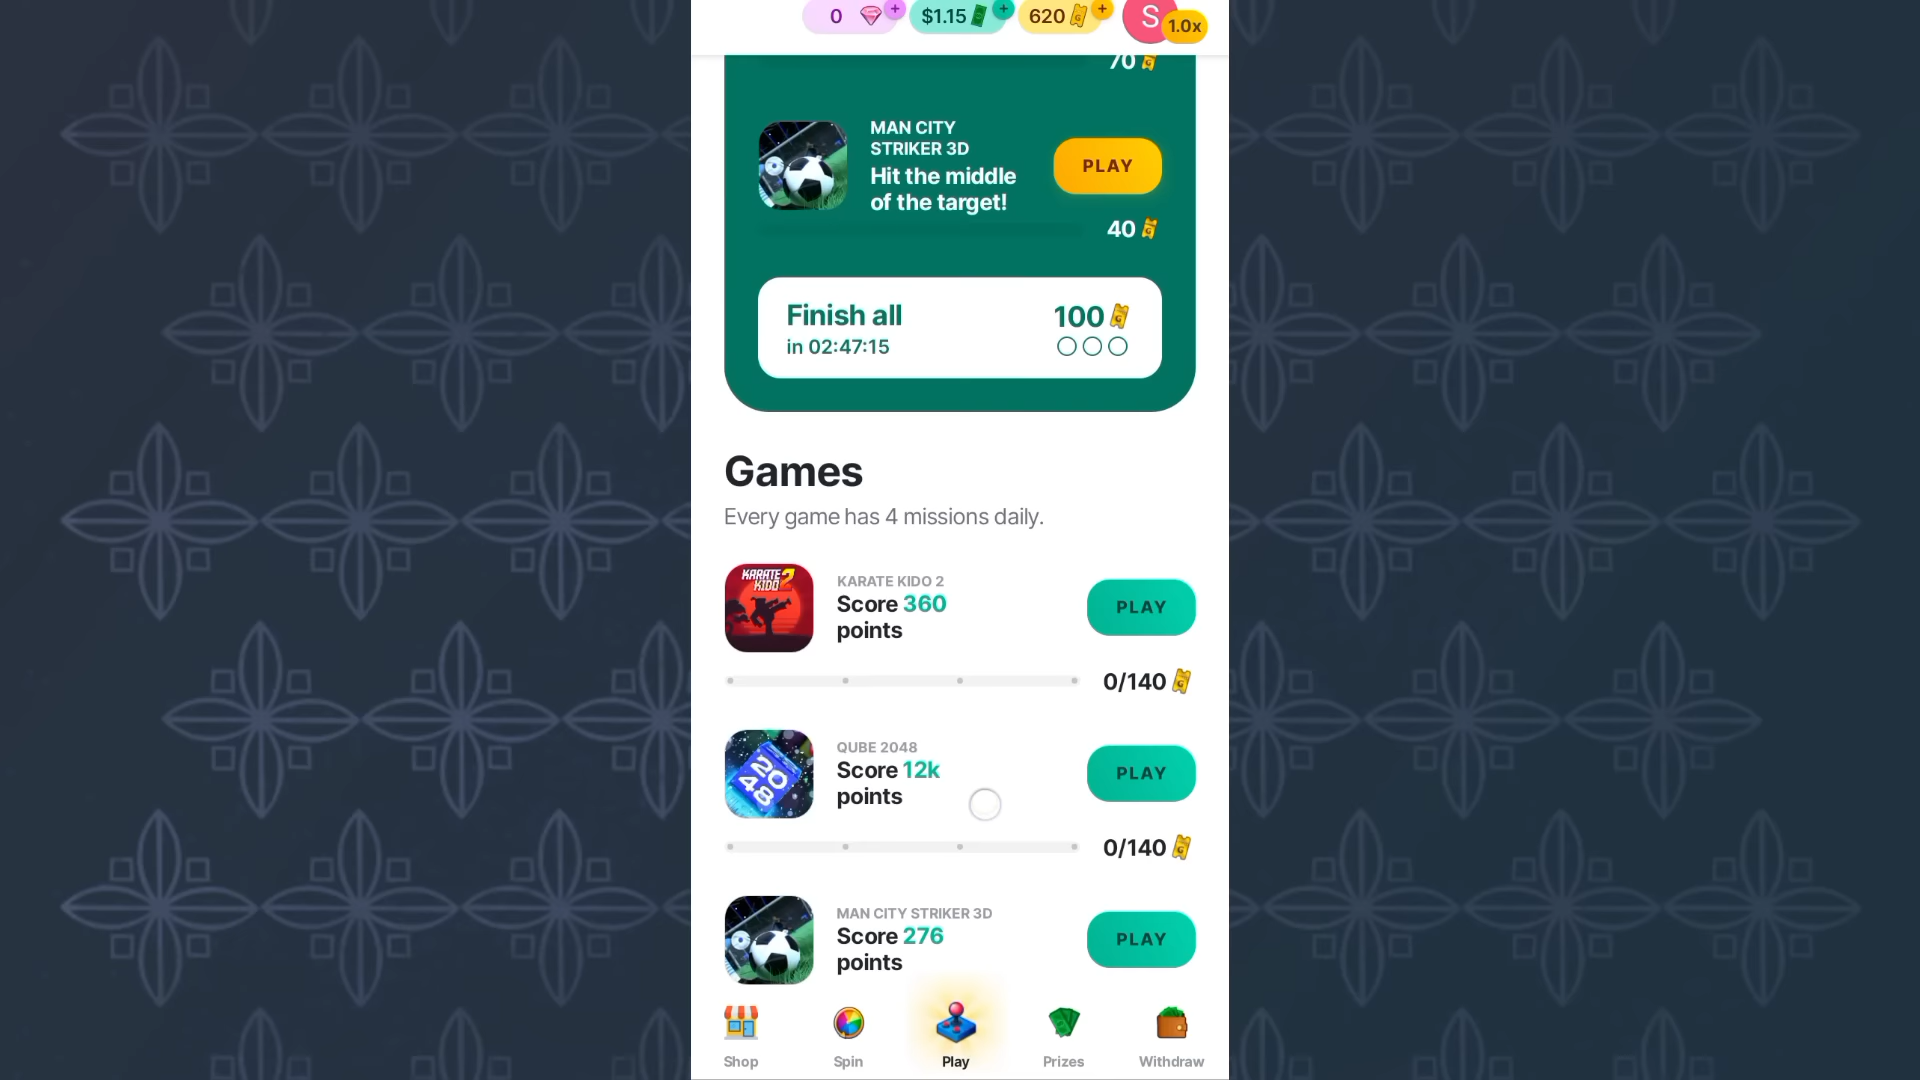 0 + $1.15 + 620 + S
1.0x
70
MAN CITY
STRIKER 3D
Hit the middle
of the target!
PLAY
40
Finish all
in 02:47:15
100
Games
Every game has 4 missions daily.
KARATE KIDO 2
KARATE KIDO 2
Score 360
points
PLAY
0/140
2048
QUBE 2048
Score 12k
points
PLAY
0/140
MAN CITY STRIKER 3D
Score 276
points
PLAY
Shop Spin Play Prizes Withdraw